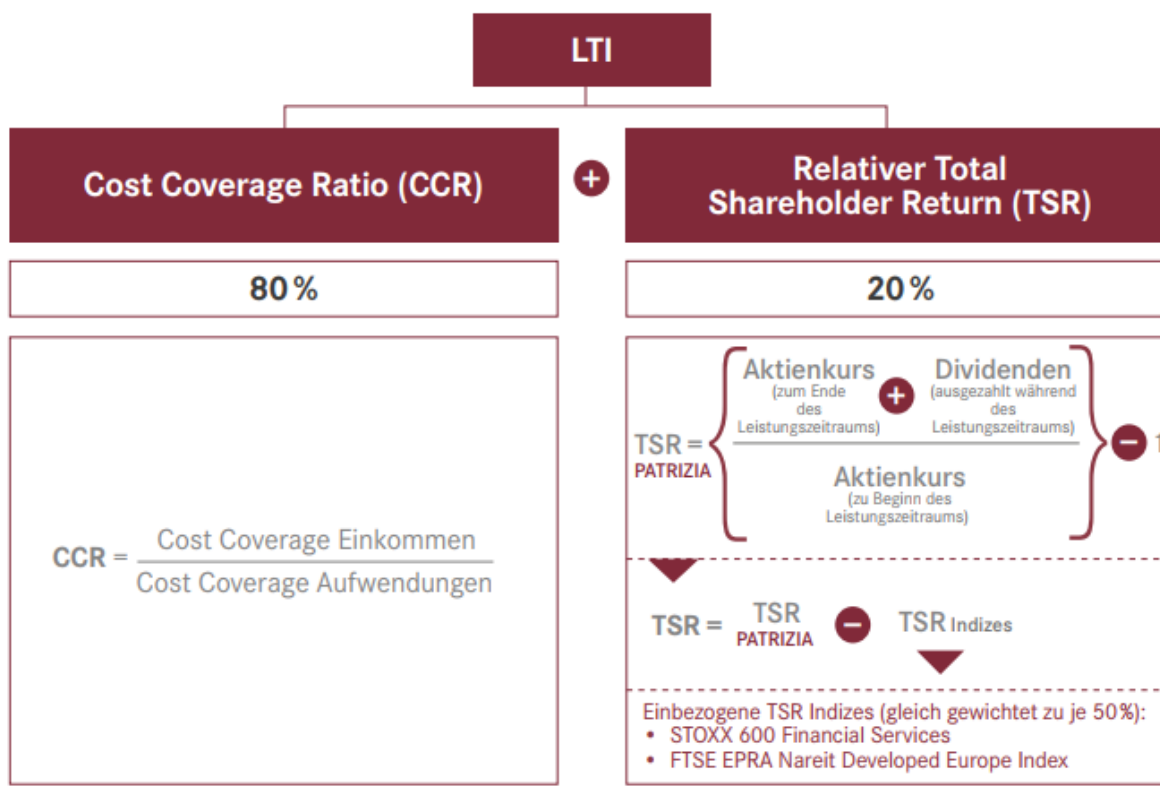 LTI
Cost Coverage Ratio (CCR)
+
Relativer Total
Shareholder Return (TSR)
80 %
20 %
CCR = Cost Coverage Einkommen
Cost Coverage Aufwendungen
Aktienkurs + Dividenden
(zum Ende (ausgezahlt während
des des
Leistungszeitraums) Leistungszeitraums)
TSR = − 1
PATRIZIA
Aktienkurs
(zu Beginn des
Leistungszeitraums)
TSR = TSR − TSR Indizes
PATRIZIA
Einbezogene TSR Indizes (gleich gewichtet zu je 50 %):
• STOXX 600 Financial Services
• FTSE EPRA Nareit Developed Europe Index